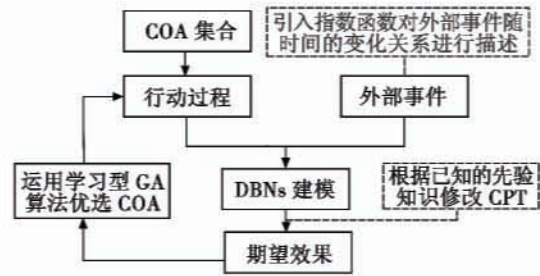 COA 集合
引入指数函数对外部事件随
时间的变化关系进行描述
行动过程
外部事件
运用学习型 GA
算法优选 COA
DBNs 建模
根据已知的先验
知识修改 CPT
期望效果